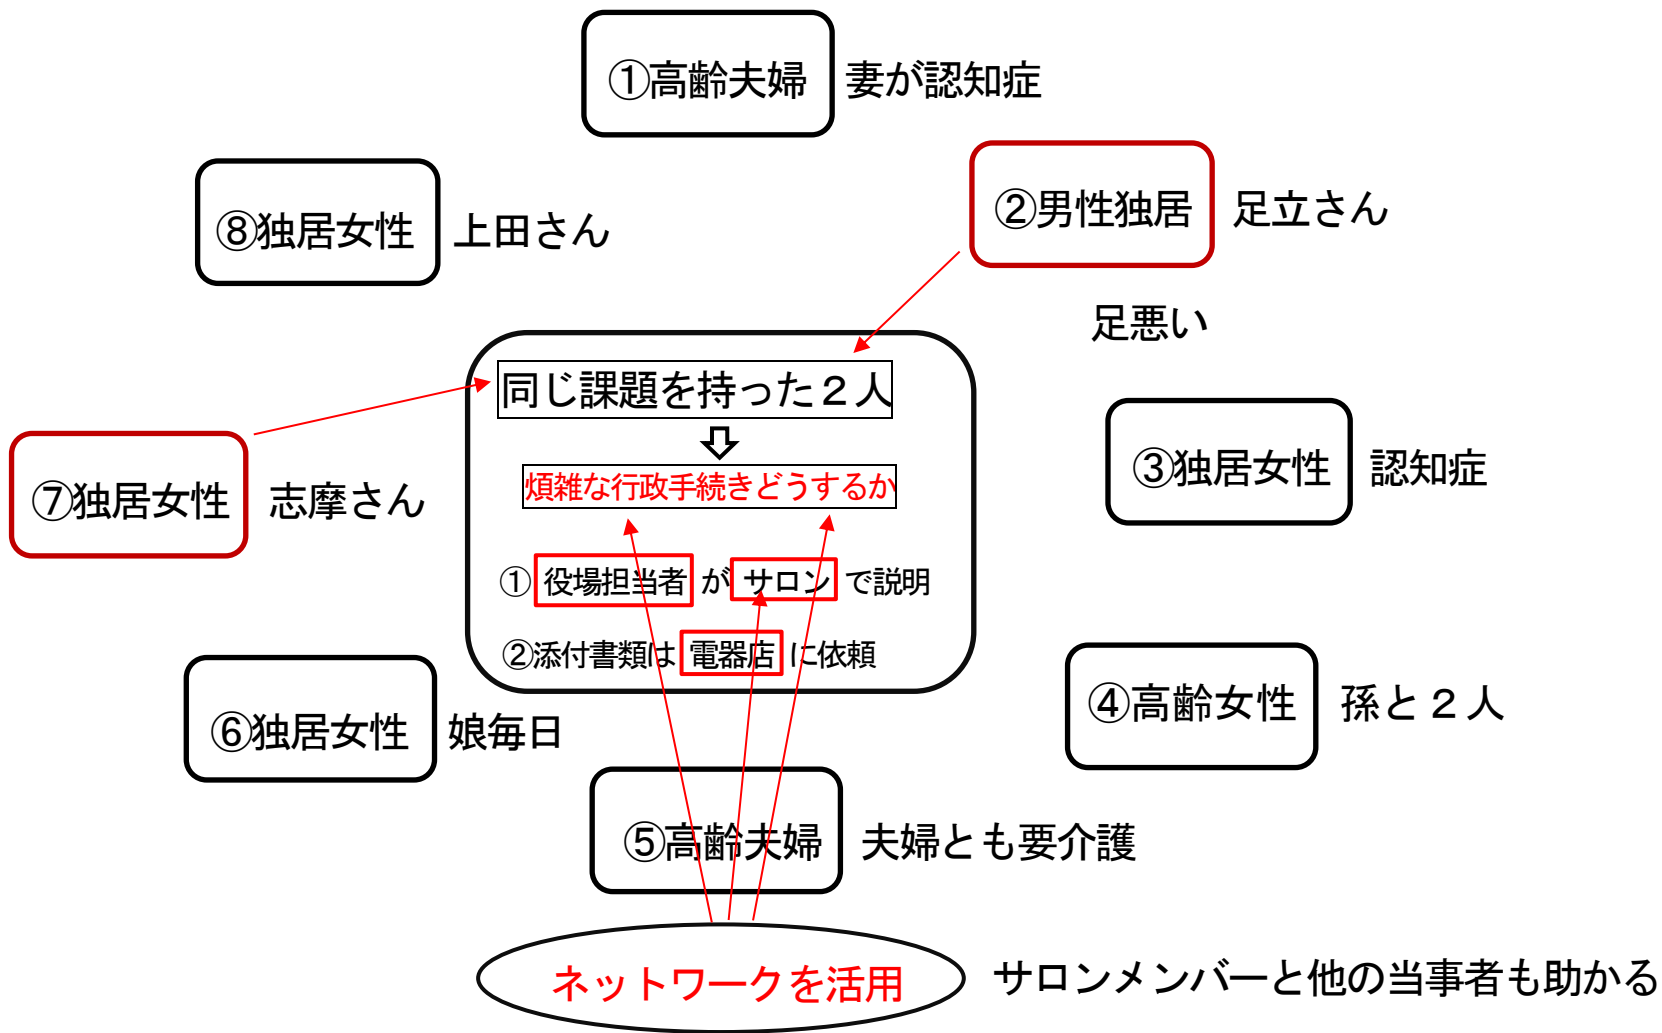 ①高齢夫婦 妻が認知症
②男性独居 足立さん
足悪い
⑧独居女性 上田さん
同じ課題を持った２人
煩雑な行政手続きどうするか
① 役場担当者 が サロン で説明
②添付書類は 電器店 に依頼
③独居女性 認知症
⑦独居女性 志摩さん
④高齢女性 孫と２人
⑥独居女性 娘毎日
⑤高齢夫婦 夫婦とも要介護
ネットワークを活用 サロンメンバーと他の当事者も助かる